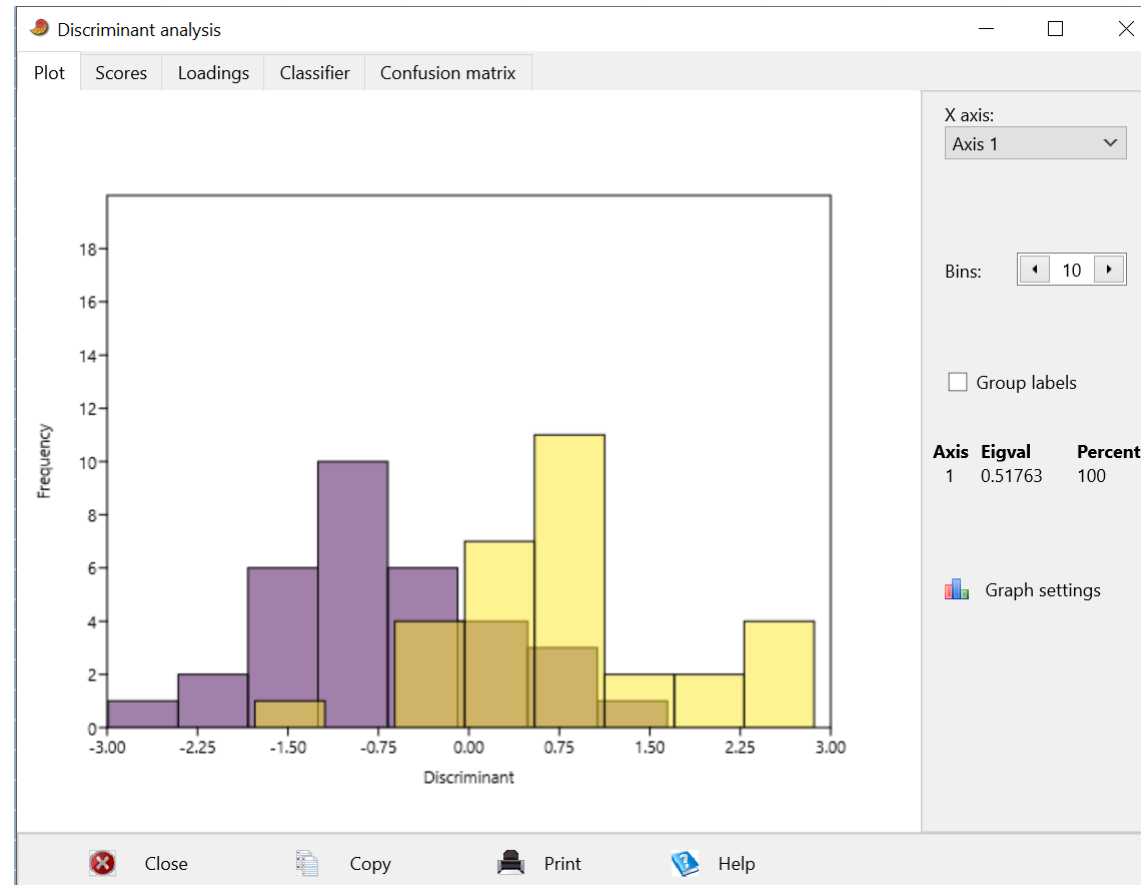 Discriminant analysis
Plot Scores Loadings Classifier Confusion matrix
X axis:
Axis 1
Bins: 10
Group labels
Axis Eigval Percent
1 0.51763 100
Graph settings
Frequency
18
16
14
12
10
8
6
4
2
0
-3.00 -2.25 -1.50 -0.75 0.00 0.75 1.50 2.25 3.00
Discriminant
Close Copy Print Help